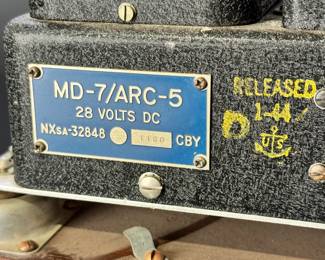 MD-7/ARC-5
28 VOLTS DC
NXSA-32848 CBY
RELEASED
1-44
D
US